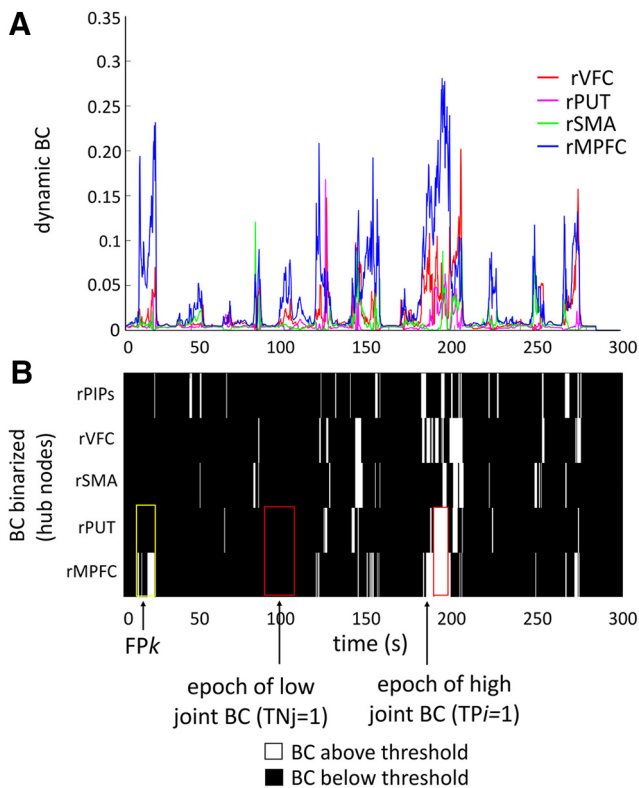 A
0.35
0.3
0.25
0.20
0.15
0.1
0.05
0
dynamic BC
rVFC
rPUT
rSMA
rMPFC
0 50 100 150 200 250 300
B
BC binarized
(hub nodes)
rPIPs
rVFC
rSMA
rPUT
rMPFC
0 50 100 150 200 250 300
time (s)
FPk
epoch of low
joint BC (TNj=1)
epoch of high
joint BC (TPi=1)
BC above threshold
BC below threshold